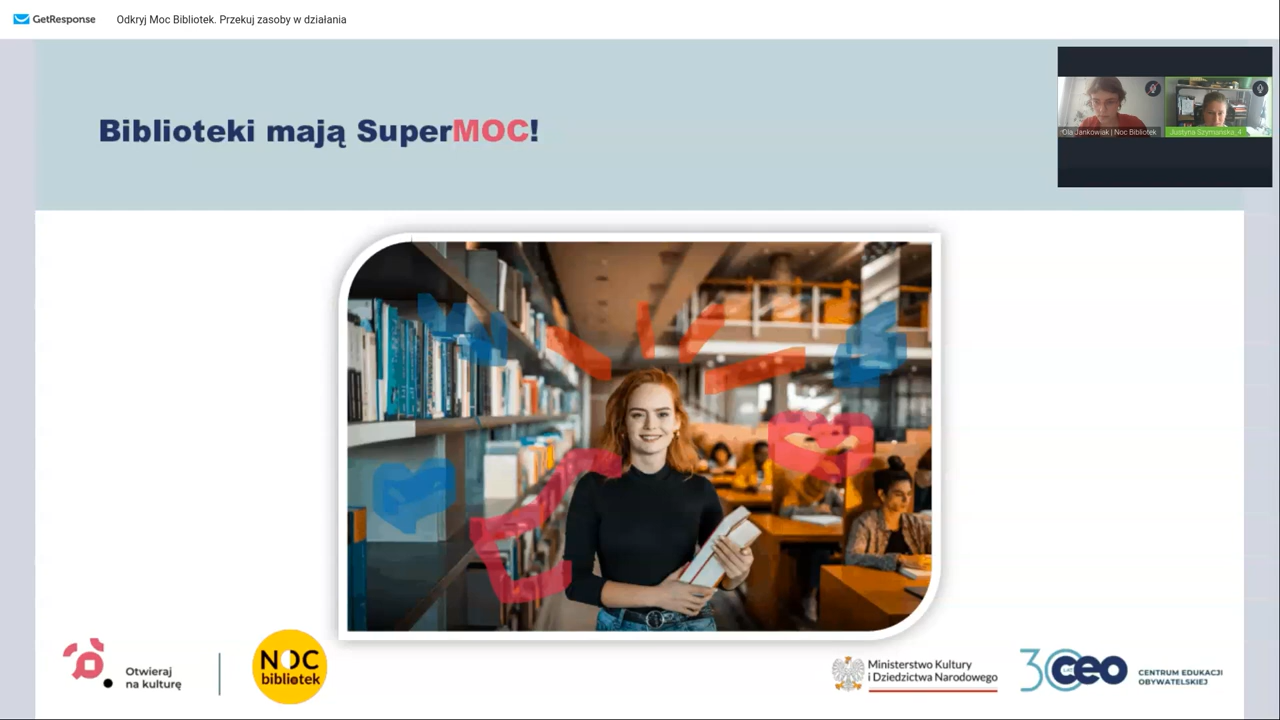 GetResponse
Odkryj Moc Bibliotek. Przekuj zasoby w działania
Biblioteki mają SuperMOC!
Ola Jankowiak | Noc Bibliotek
Justyna Szymańska_4
Otwieraj
na kulturę
NOC
bibliotek
Ministerstwo Kultury
i Dziedzictwa Narodowego
30 ceo
CENTRUM EDUKACJI
OBYWATELSKIEJ